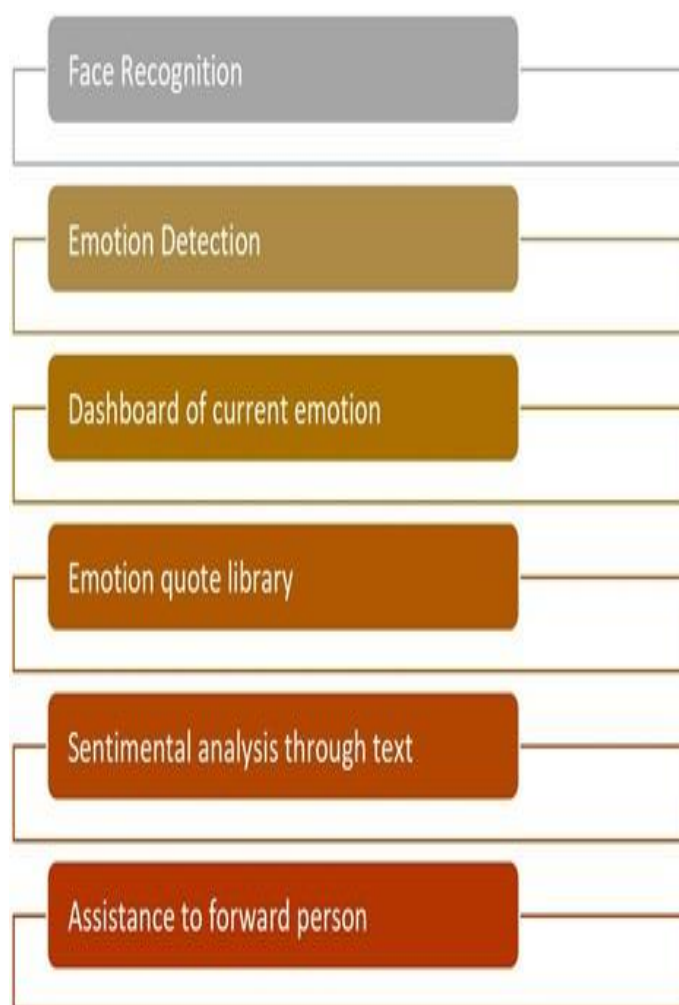 Face Recognition
Emotion Detection
Dashboard of current emotion
Emotion quote library
Sentimental analysis through text
Assistance to forward person